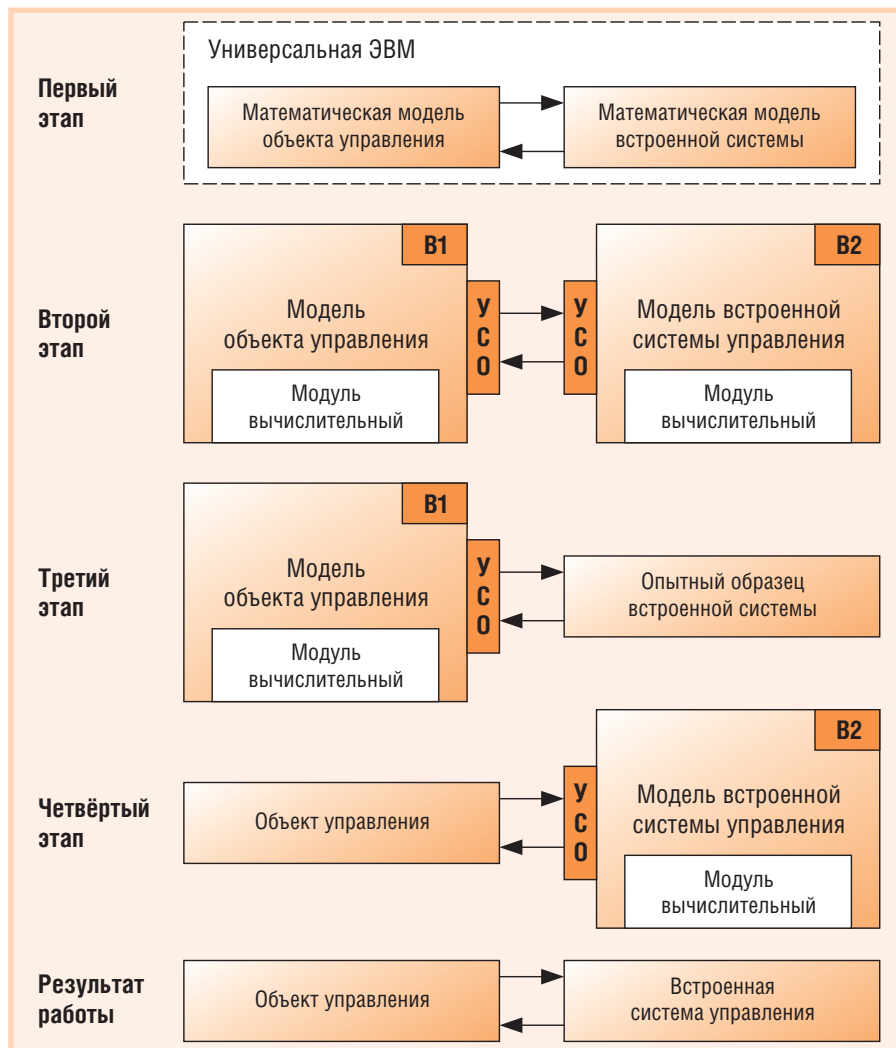 Универсальная ЭВМ
Первый
этап
Математическая модель
объекта управления
Математическая модель
встроенной системы
Второй
этап
В1
Модель
объекта управления
Модуль
вычислительный
У
С
О
У
С
О
В2
Модель встроенной
системы управления
Модуль
вычислительный
Третий
этап
В1
Модель
объекта управления
Модуль
вычислительный
У
С
О
Опытный образец
встроенной системы
Четвёртый
этап
Объект управления
У
С
О
В2
Модель встроенной
системы управления
Модуль
вычислительный
Результат
работы
Объект управления
Встроенная
система управления